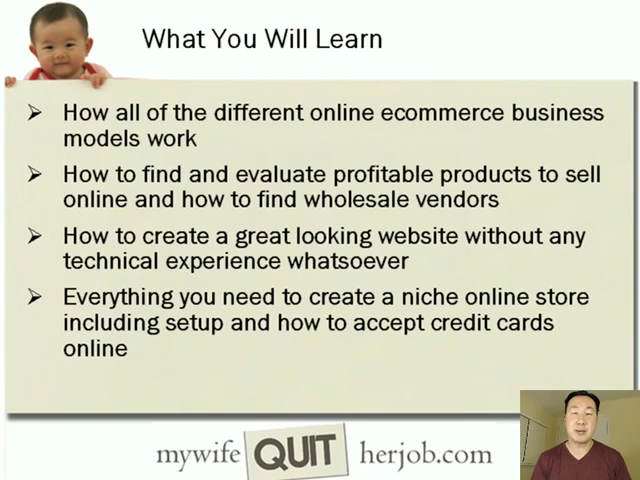 What You Will Learn
➢ How all of the different online ecommerce business
models work
➢ How to find and evaluate profitable products to sell
online and how to find wholesale vendors
➢ How to create a great looking website without any
technical experience whatsoever
➢ Everything you need to create a niche online store
including setup and how to accept credit cards
online
mywife QUIT herjob.com